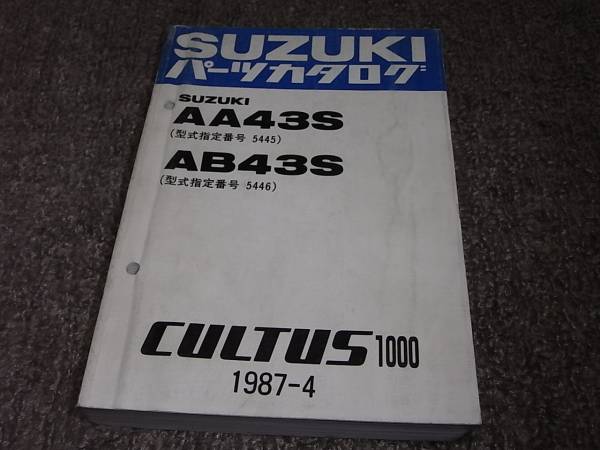 SUZUKI
パーツカタログ
SUZUKI
AA43S
(型式指定番号 5445)
AB43S
(型式指定番号 5446)
CULTUS 1000
1987-4